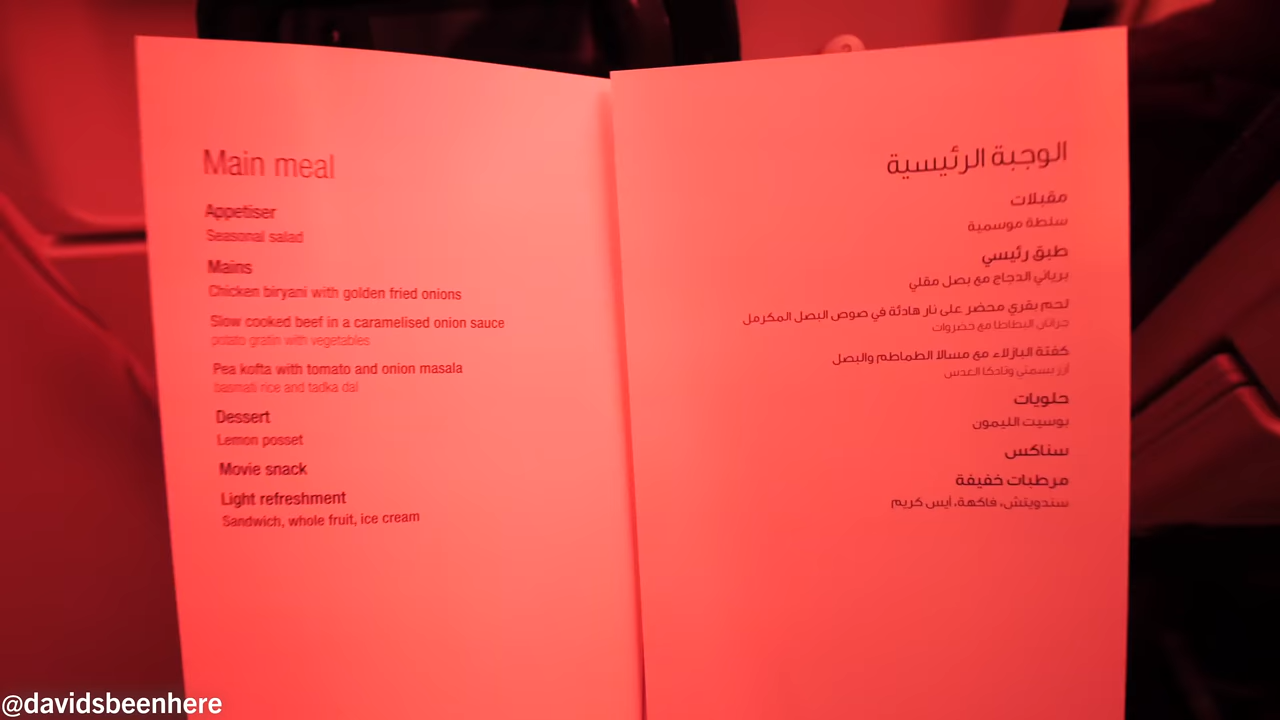 Main meal
Appetiser
Seasonal salad
Mains
Chicken biryani with golden fried onions
Slow cooked beef in a caramelised onion sauce
potato gratin with vegetables
Pea kofta with tomato and onion masala
basmati rice and tadka dal
Dessert
Lemon posset
Movie snack
Light refreshment
Sandwich, whole fruit, ice cream
الوجبة الرئيسية
مقبلات
سلطة موسمية
طبق رئيسي
برياني الدجاج مع بصل مقلي
لحم بقري محضر على نار هادئة في صوص البصل المكرمل
جراتان البطاطا مع خضروات
كفتة البازلاء مع مسالا الطماطم والبصل
أرز بسمتي وتادكا العدس
حلويات
بوسيت الليمون
سناكس
مرطبات خفيفة
سندويتش، فاكهة، آيس كريم
@davidsbeenhere